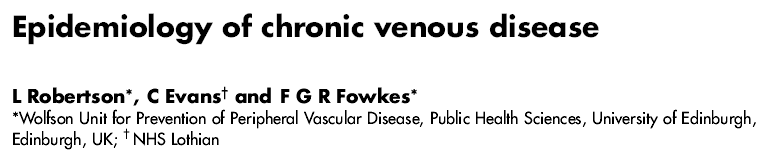 Epidemiology of chronic venous disease
L Robertson*, C Evans† and F G R Fowkes*
*Wolfson Unit for Prevention of Peripheral Vascular Disease, Public Health Sciences, University of Edinburgh,
Edinburgh, UK; †NHS Lothian